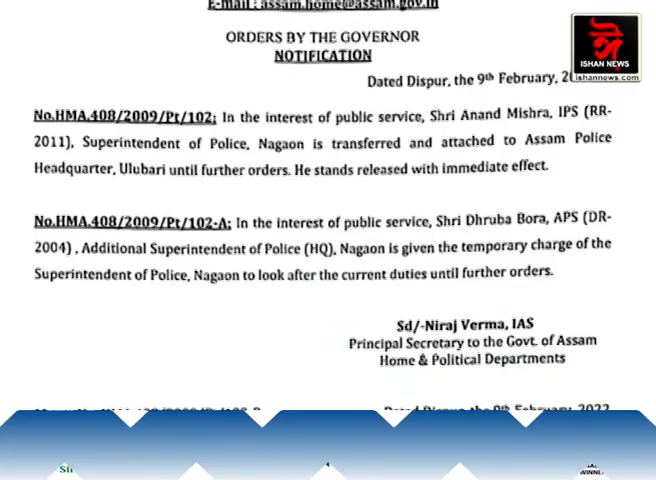 E-mail : assam.home@assam.gov.in
ORDERS BY THE GOVERNOR
NOTIFICATION
Dated Dispur, the 9th February,
ই
ISHAN NEWS
ishannews.com
No.HMA.408/2009/Pt/102; In the interest of public service, Shri Anand Mishra, IPS (RR-
2011), Superintendent of Police, Nagaon is transferred and attached to Assam Police
Headquarter, Ulubari until further orders. He stands released with immediate effect.
No.HMA.408/2009/Pt/102-A; In the interest of public service, Shri Dhruba Bora, APS (DR-
2004) , Additional Superintendent of Police (HQ), Nagaon is given the temporary charge of the
Superintendent of Police, Nagaon to look after the current duties until further orders.
Sd/-Niraj Verma, IAS
Principal Secretary to the Govt. of Assam
Home & Political Departments
Dated Dispur the 9th February, 2022